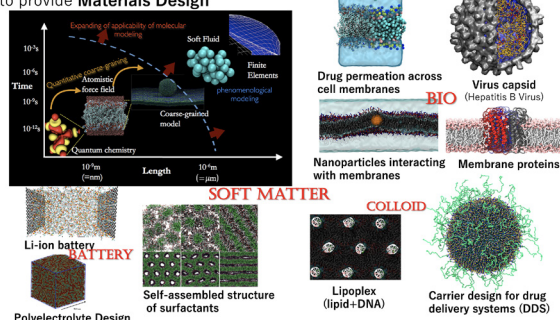 to provide Materials Design
Expanding of applicability of molecular
modeling
Soft Fluid
Finite
Elements
Quantitative coarse-graining
Atomistic
force field
phenomenological
modeling
Coarse-grained
model
Quantum chemistry
Time
10⁻³s
10⁻⁶s
10⁻⁹s
10⁻¹²s
10⁻⁹m
(=nm)
Length
10⁻⁶m
(=μm)
Drug permeation across
cell membranes
Virus capsid
(Hepatitis B Virus)
BIO
Nanoparticles interacting
with membranes
Membrane proteins
SOFT MATTER
COLLOID
Li-ion battery
BATTERY
Polyelectrolyte Design
Self-assembled structure
of surfactants
Lipoplex
(lipid+DNA)
Carrier design for drug
delivery systems (DDS)